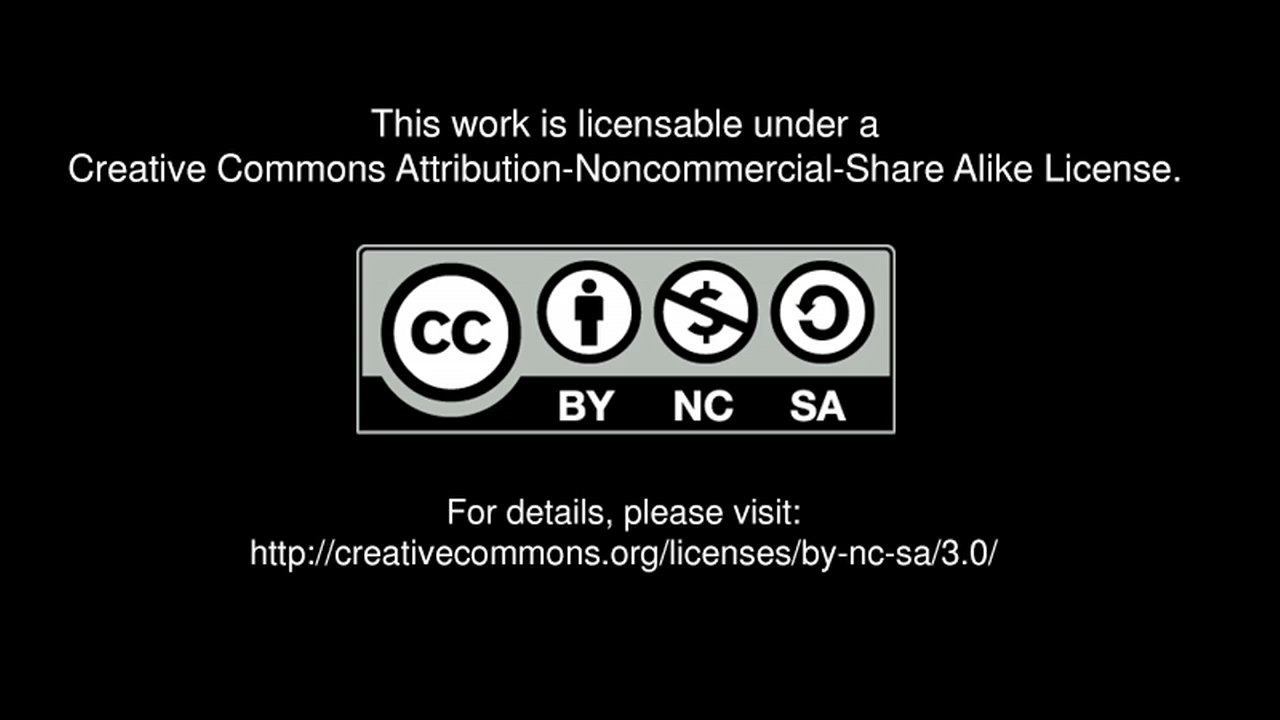 This work is licensable under a
Creative Commons Attribution-Noncommercial-Share Alike License.
cc
BY NC SA
For details, please visit:
http://creativecommons.org/licenses/by-nc-sa/3.0/